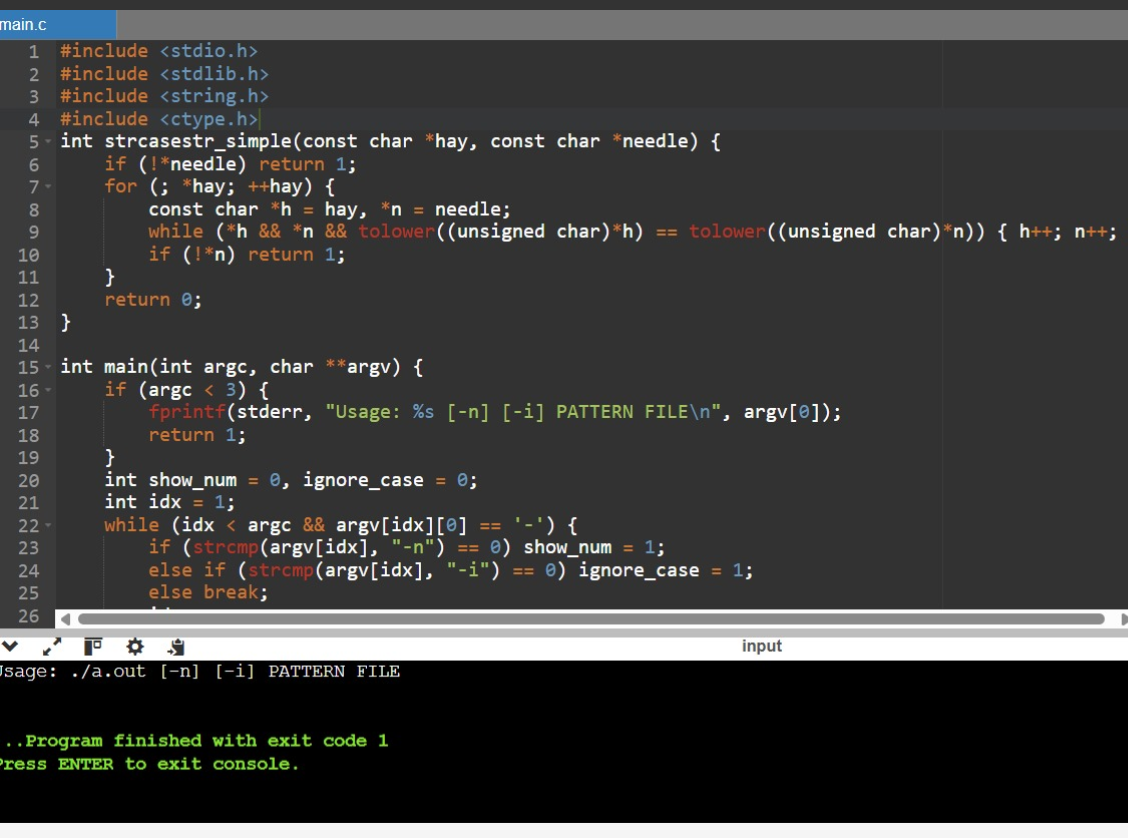 main.c
1 #include <stdio.h>
2 #include <stdlib.h>
3 #include <string.h>
4 #include <ctype.h>
5 int strcasestr_simple(const char *hay, const char *needle) {
6     if (!*needle) return 1;
7     for (; *hay; ++hay) {
8         const char *h = hay, *n = needle;
9         while (*h && *n && tolower((unsigned char)*h) == tolower((unsigned char)*n)) { h++; n++;
10         if (!*n) return 1;
11     }
12     return 0;
13 }
14
15 int main(int argc, char **argv) {
16     if (argc < 3) {
17         fprintf(stderr, "Usage: %s [-n] [-i] PATTERN FILE\n", argv[0]);
18         return 1;
19     }
20     int show_num = 0, ignore_case = 0;
21     int idx = 1;
22     while (idx < argc && argv[idx][0] == '-') {
23         if (strcmp(argv[idx], "-n") == 0) show_num = 1;
24         else if (strcmp(argv[idx], "-i") == 0) ignore_case = 1;
25         else break;
26
input
Usage: ./a.out [-n] [-i] PATTERN FILE
...Program finished with exit code 1
Press ENTER to exit console.